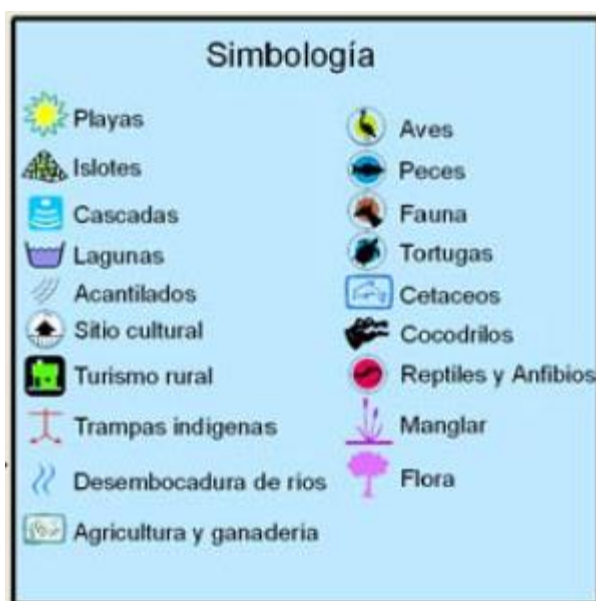 Simbología
Playas
Islotes
Cascadas
Lagunas
Acantilados
Sitio cultural
Turismo rural
Trampas indigenas
Desembocadura de rios
Agricultura y ganaderia
Aves
Peces
Fauna
Tortugas
Cetaceos
Cocodrilos
Reptiles y Anfibios
Manglar
Flora